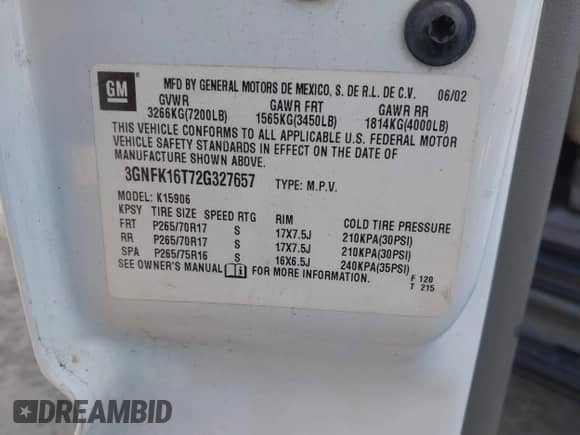 GM ® MFD BY GENERAL MOTORS DE MEXICO, S. DE R.L. DE C.V. 06/02
GVWR GAWR FRT GAWR RR
3266KG(7200LB) 1565KG(3450LB) 1814KG(4000LB)
THIS VEHICLE CONFORMS TO ALL APPLICABLE U.S. FEDERAL MOTOR
VEHICLE SAFETY STANDARDS IN EFFECT ON THE DATE OF
MANUFACTURE SHOWN ABOVE.
3GNFK16T72G327657 TYPE: M.P.V.
MODEL: K15906
KPSY TIRE SIZE SPEED RTG RIM COLD TIRE PRESSURE
FRT P265/70R17 S 17X7.5J 210KPA(30PSI)
RR P265/70R17 S 17X7.5J 210KPA(30PSI)
SPA P265/75R16 S 16X6.5J 240KPA(35PSI)
SEE OWNER'S MANUAL FOR MORE INFORMATION.
F 120
T 215
DREAMBID